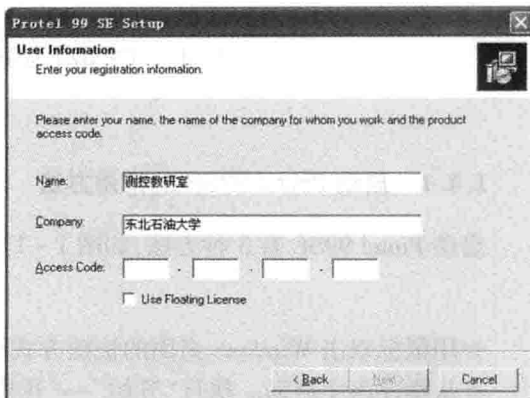 Protel 99 SE Setup
User Information
Enter your registration information.
Please enter your name, the name of the company for whom you work and the product
access code.
Name:
测控教研室
Company:
东北石油大学
Access Code:
Use Floating License
< Back
Next >
Cancel